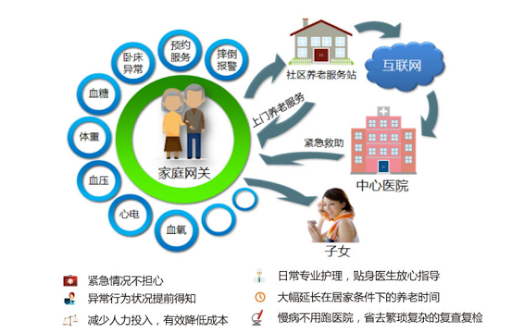 预约
服务
卧床
异常
摔倒
报警
血糖
体重
血压
心电
血氧
家庭网关
社区养老服务站
互联网
上门养老服务
紧急救助
中心医院
子女
紧急情况不担心
日常专业护理，贴身医生放心指导
异常行为状况提前得知
大幅延长在居家条件下的养老时间
减少人力投入，有效降低成本
慢病不用跑医院，省去繁琐复杂的复查复检